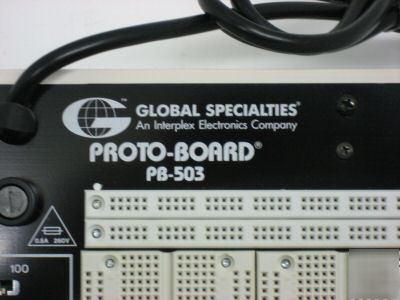 GLOBAL SPECIALTIES®
An Interplex Electronics Company
PROTO-BOARD®
PB-503
0.5A 250V
100